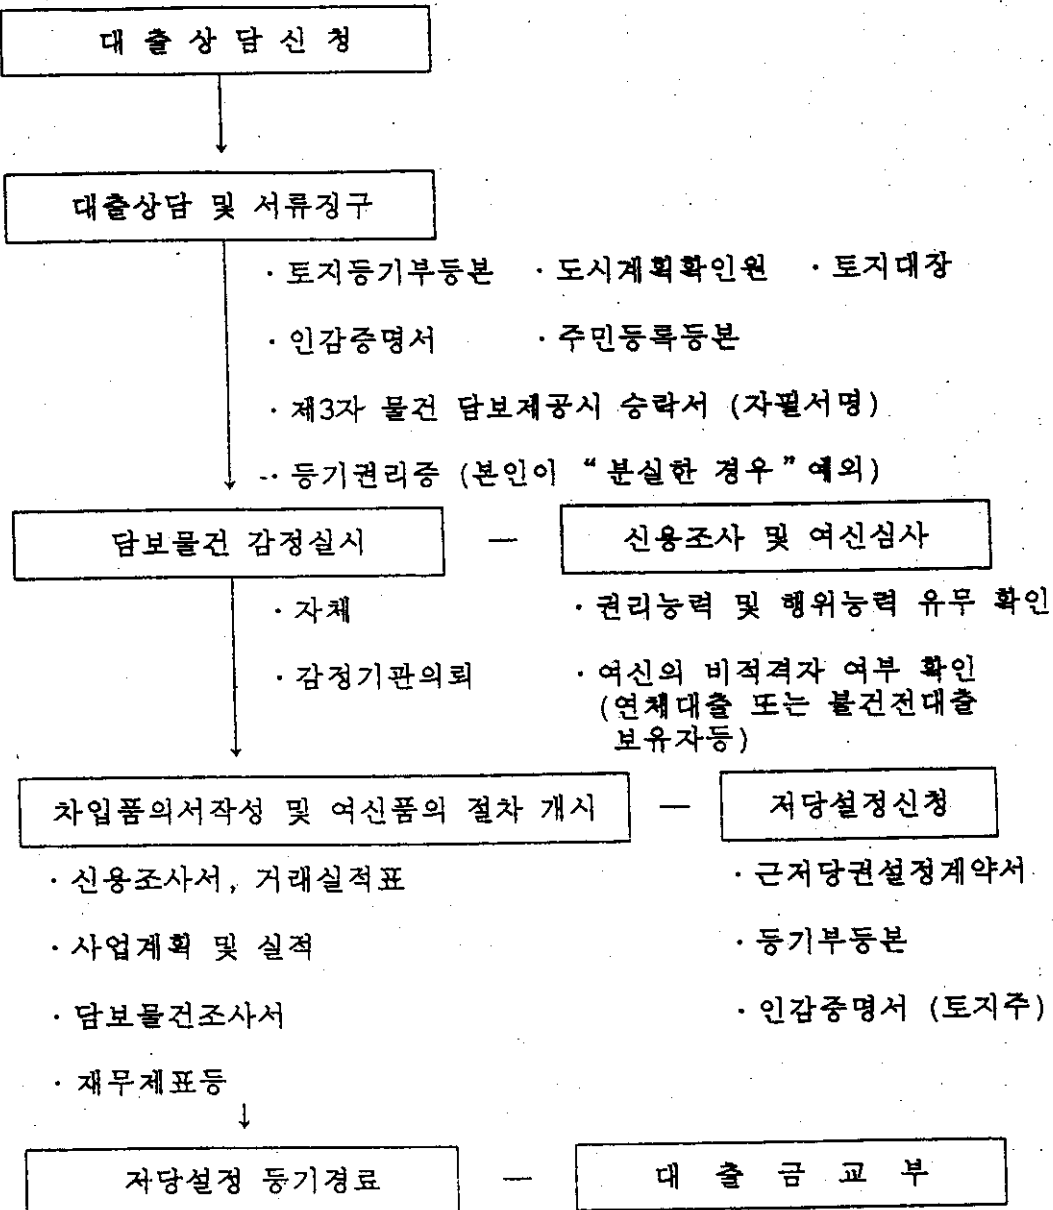 대 출 상 담 신 청
대출상담 및 서류징구
· 토지등기부등본 · 도시계획확인원 · 토지대장
· 인감증명서 · 주민등록등본
· 제3자 물건 담보제공시 승락서 (자필서명)
· 등기권리증 (본인이 “분실한 경우”예외)
담보물건 감정실시 — 신용조사 및 여신심사
· 자체 · 권리능력 및 행위능력 유무 확인
· 감정기관의뢰 · 여신의 비적격자 여부 확인
(연체대출 또는 불건전대출
보유자등)
차입품의서작성 및 여신품의 절차 개시 — 저당설정신청
· 신용조사서, 거래실적표 · 근저당권설정계약서
· 사업계획 및 실적 · 등기부등본
· 담보물건조사서 · 인감증명서 (토지주)
· 재무제표등
저당설정 등기경료 — 대 출 금 교 부